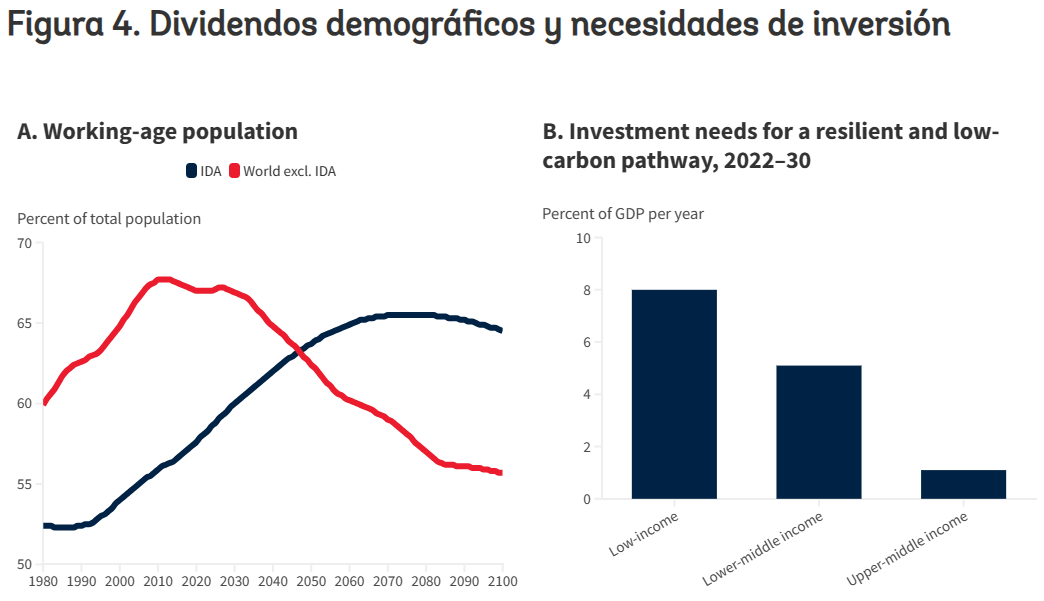 Figura 4. Dividendos demográficos y necesidades de inversión
A. Working-age population
IDA World excl. IDA
Percent of total population
70
65
60
55
50
1980 1990 2000 2010 2020 2030 2040 2050 2060 2070 2080 2090 2100
B. Investment needs for a resilient and low-
carbon pathway, 2022–30
Percent of GDP per year
10
8
6
4
2
0
Low-income
Lower-middle income
Upper-middle income